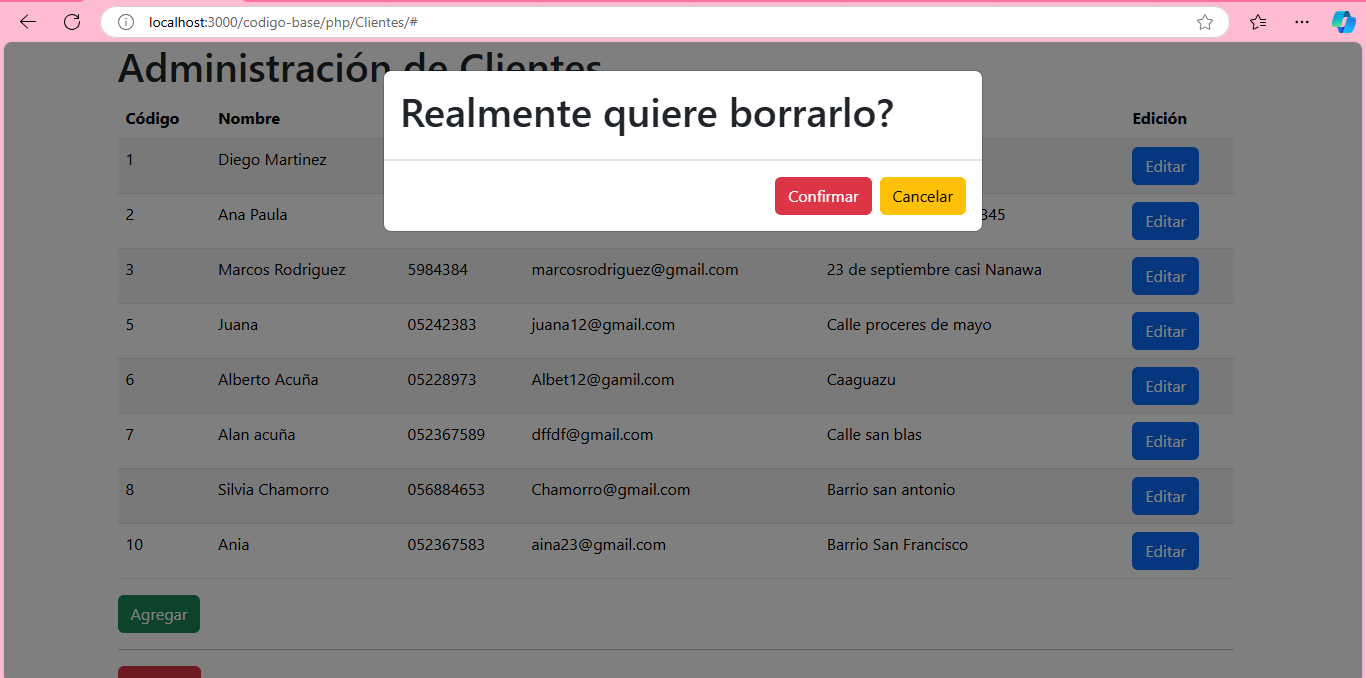 localhost:3000/codigo-base/php/Clientes/#
Administración de Clientes
Realmente quiere borrarlo?
Confirmar Cancelar
Código Nombre Edición
1 Diego Martinez Editar
2 Ana Paula 345 Editar
3 Marcos Rodriguez 5984384 marcosrodriguez@gmail.com 23 de septiembre casi Nanawa Editar
5 Juana 05242383 juana12@gmail.com Calle proceres de mayo Editar
6 Alberto Acuña 05228973 Albet12@gamil.com Caaguazu Editar
7 Alan acuña 052367589 dffdf@gmail.com Calle san blas Editar
8 Silvia Chamorro 056884653 Chamorro@gmail.com Barrio san antonio Editar
10 Ania 052367583 aina23@gmail.com Barrio San Francisco Editar
Agregar